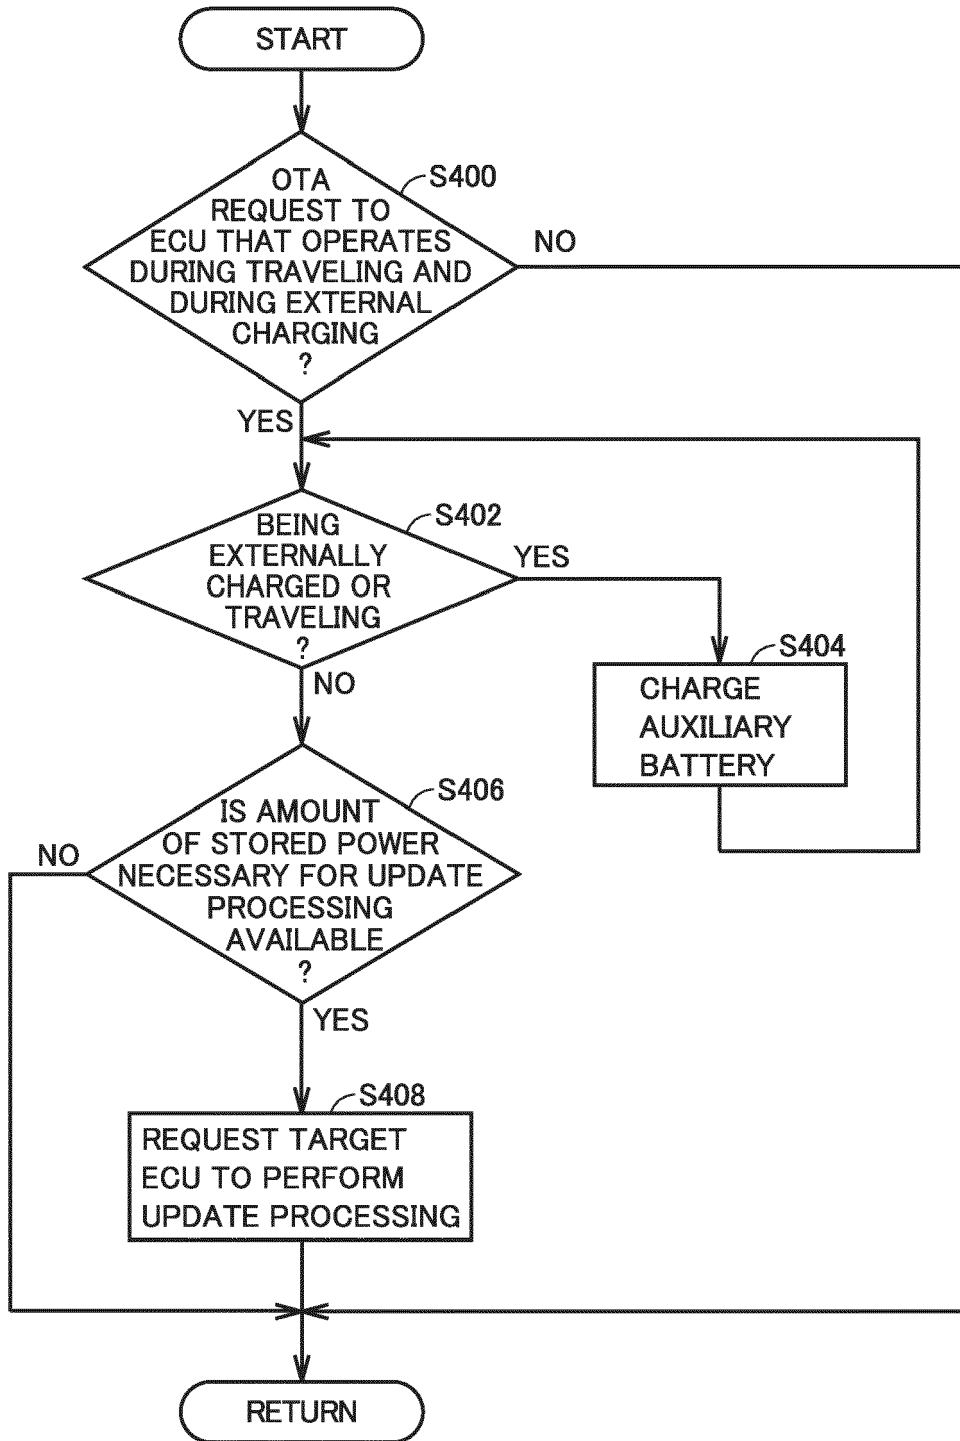 START
S400
OTA
REQUEST TO
ECU THAT OPERATES
DURING TRAVELING AND
DURING EXTERNAL
CHARGING
?
NO
YES
S402
BEING
EXTERNALLY
CHARGED OR
TRAVELING
?
YES
NO
S404
CHARGE
AUXILIARY
BATTERY
S406
IS AMOUNT
OF STORED POWER
NECESSARY FOR UPDATE
PROCESSING
AVAILABLE
?
NO
YES
S408
REQUEST TARGET
ECU TO PERFORM
UPDATE PROCESSING
RETURN